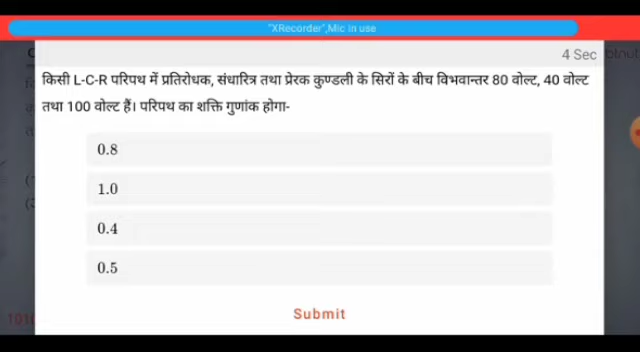 "XRecorder",Mic in use
4 Sec
किसी L-C-R परिपथ में प्रतिरोधक, संधारित्र तथा प्रेरक कुण्डली के सिरों के बीच विभवान्तर 80 वोल्ट, 40 वोल्ट
तथा 100 वोल्ट हैं। परिपथ का शक्ति गुणांक होगा-
0.8
1.0
0.4
0.5
Submit